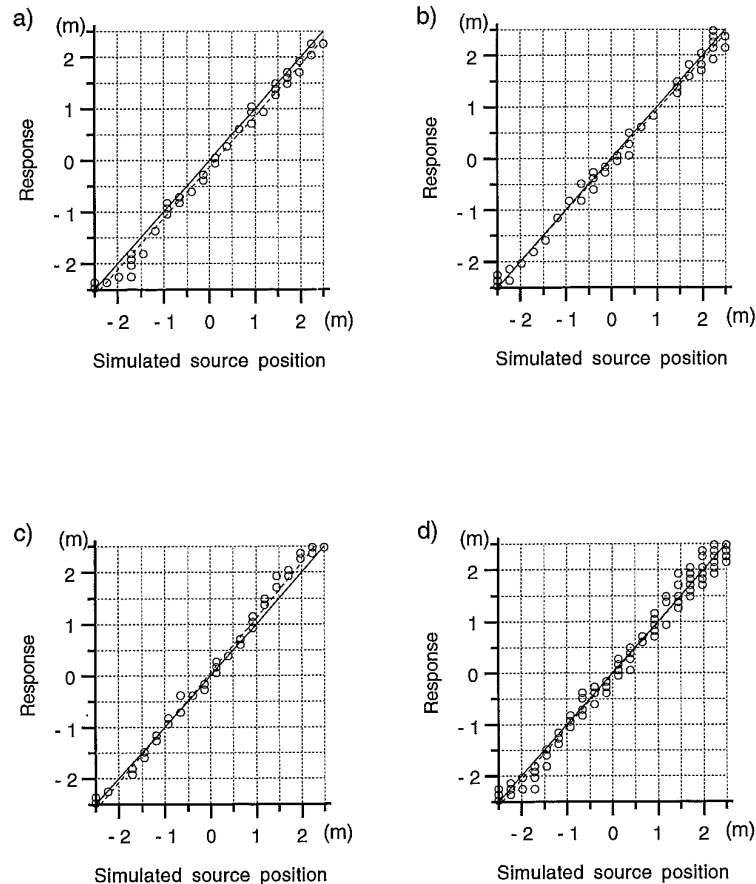 a)
(m)
2
1
0
- 1
- 2
Response
- 2 - 1 0 1 2 (m)
Simulated source position
b)
(m)
2
1
0
- 1
- 2
Response
- 2 - 1 0 1 2 (m)
Simulated source position
c)
(m)
2
1
0
- 1
- 2
Response
- 2 - 1 0 1 2 (m)
Simulated source position
d)
(m)
2
1
0
- 1
- 2
Response
- 2 - 1 0 1 2 (m)
Simulated source position